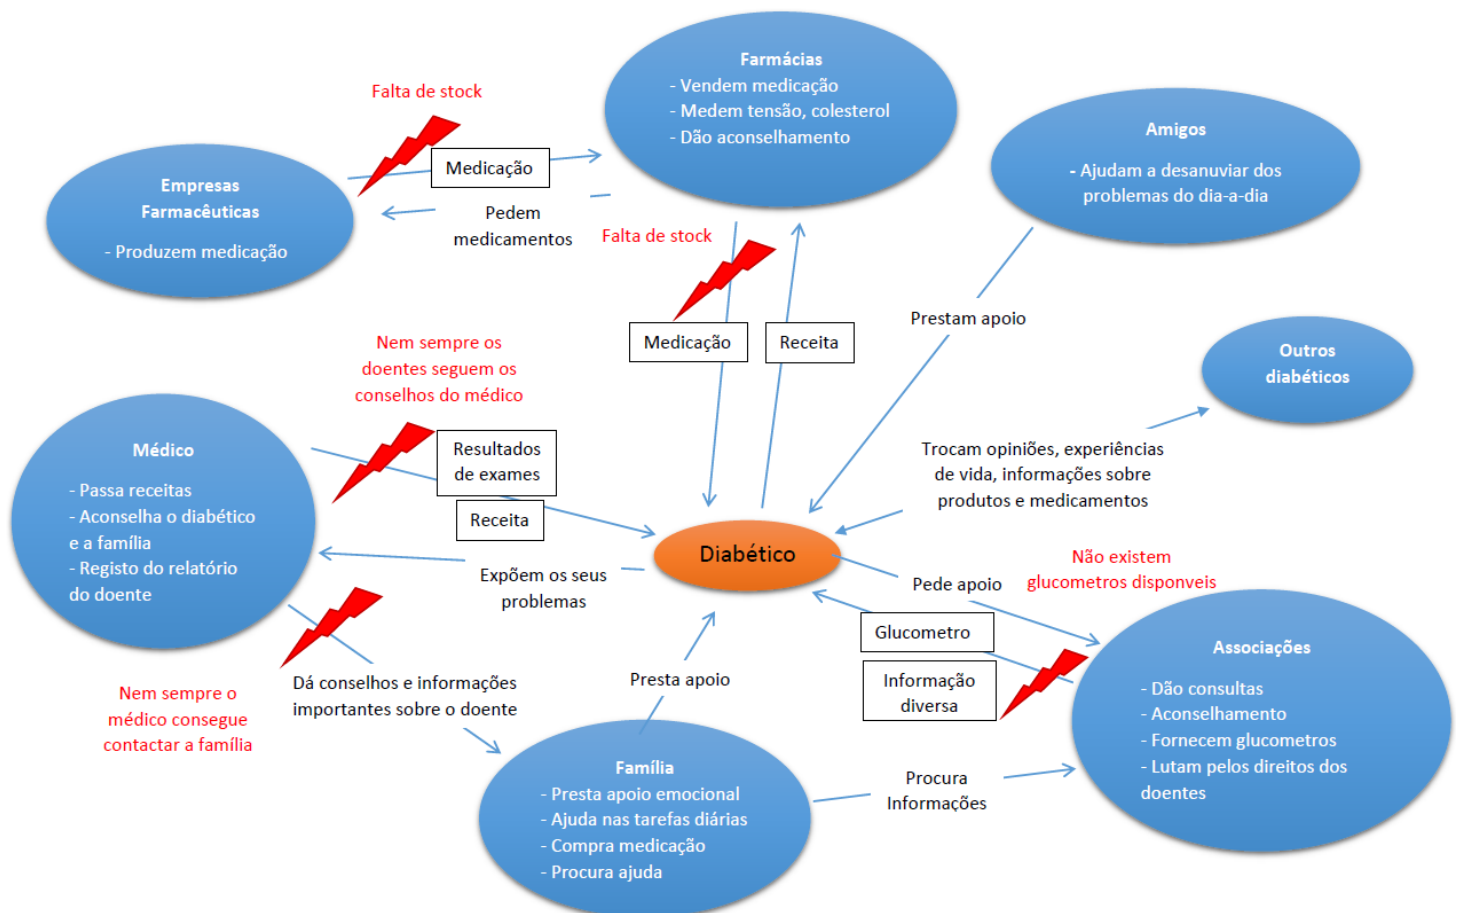 Farmácias
- Vendem medicação
- Medem tensão, colesterol
- Dão aconselhamento
Falta de stock
Amigos
- Ajudam a desanuviar dos
problemas do dia-a-dia
Medicação
Empresas
Farmacêuticas
- Produzem medicação
Pedem
medicamentos
Falta de stock
Prestam apoio
Medicação
Receita
Outros
diabéticos
Nem sempre os
doentes seguem os
conselhos do médico
Médico
- Passa receitas
- Aconselha o diabético
e a família
- Registo do relatório
do doente
Resultados
de exames
Receita
Trocam opiniões, experiências
de vida, informações sobre
produtos e medicamentos
Diabético
Expõem os seus
problemas
Não existem
glucometros disponveis
Pede apoio
Glucometro
Informação
diversa
Associações
- Dão consultas
- Aconselhamento
- Fornecem glucometros
- Lutam pelos direitos dos
doentes
Nem sempre o
médico consegue
contactar a família
Dá conselhos e informações
importantes sobre o doente
Presta apoio
Família
- Presta apoio emocional
- Ajuda nas tarefas diárias
- Compra medicação
- Procura ajuda
Procura
Informações